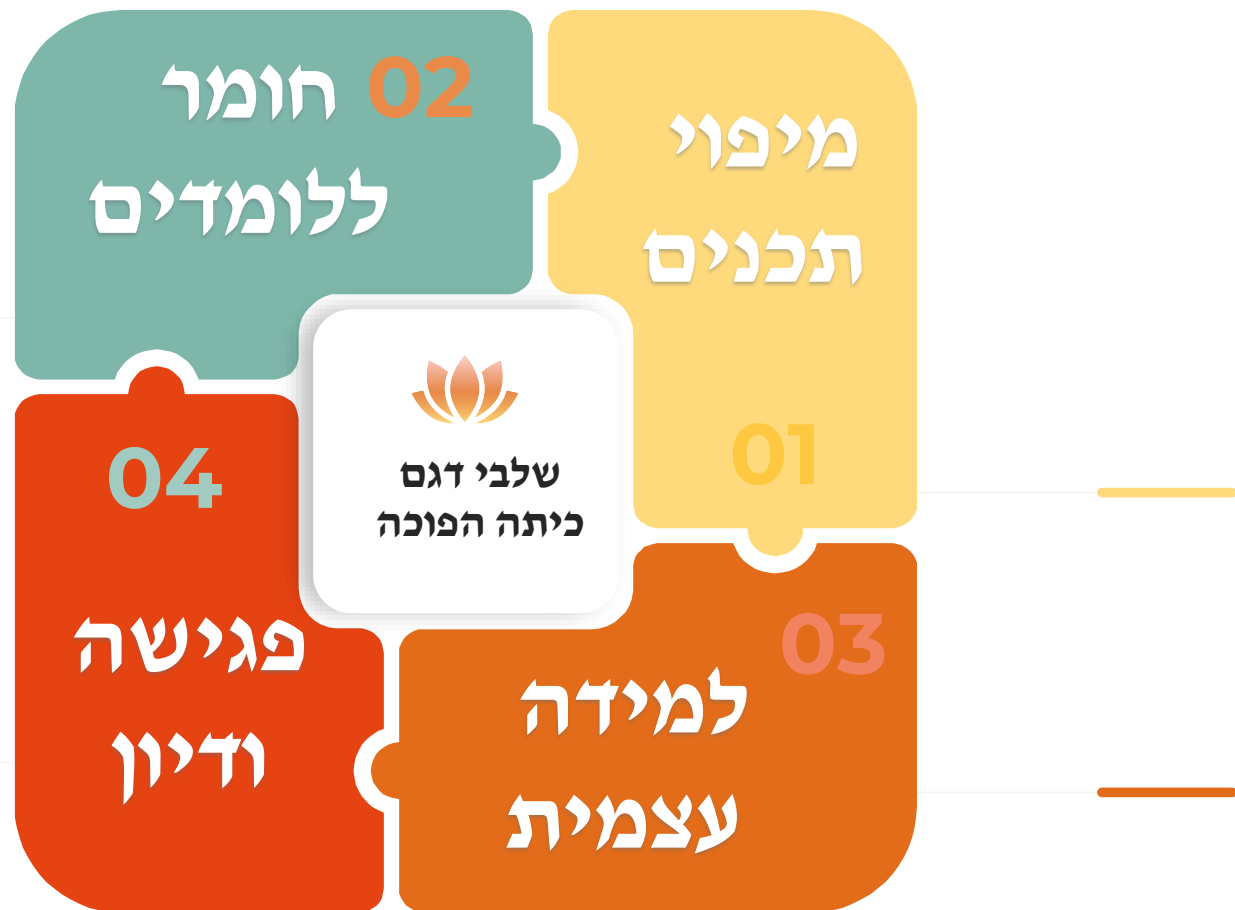 מיפוי
תכנים
01
02 חומר
ללומדים
שלבי דגם
כיתה הפוכה
03
למידה
עצמית
04
פגישה
ודיון